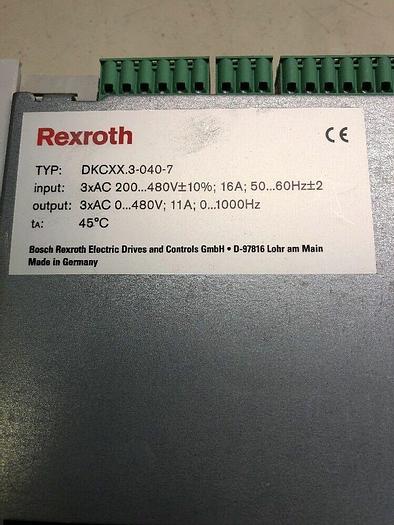 Rexroth
CE
TYP: DKCXX.3-040-7
input: 3xAC 200...480V±10%; 16A; 50...60Hz±2
output: 3xAC 0...480V; 11A; 0...1000Hz
tA: 45°C
Bosch Rexroth Electric Drives and Controls GmbH • D-97816 Lohr am Main
Made in Germany